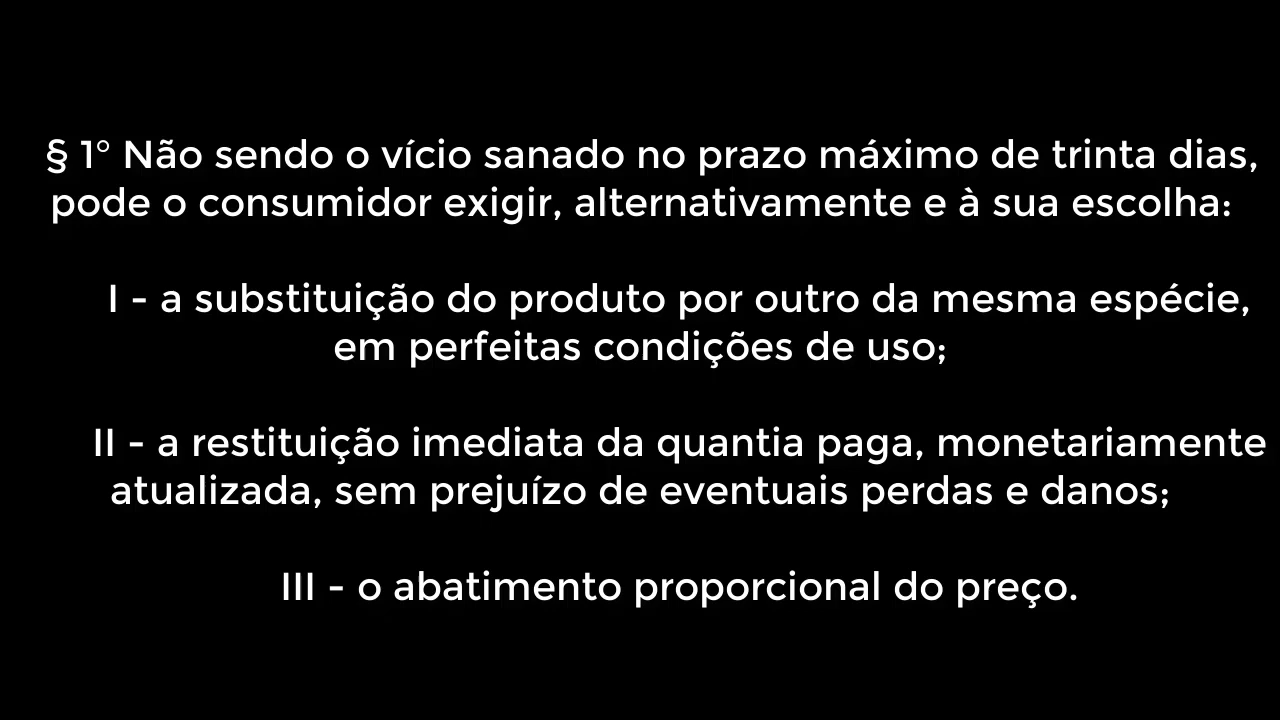 § 1° Não sendo o vício sanado no prazo máximo de trinta dias,
pode o consumidor exigir, alternativamente e à sua escolha:
I - a substituição do produto por outro da mesma espécie,
em perfeitas condições de uso;
II - a restituição imediata da quantia paga, monetariamente
atualizada, sem prejuízo de eventuais perdas e danos;
III - o abatimento proporcional do preço.